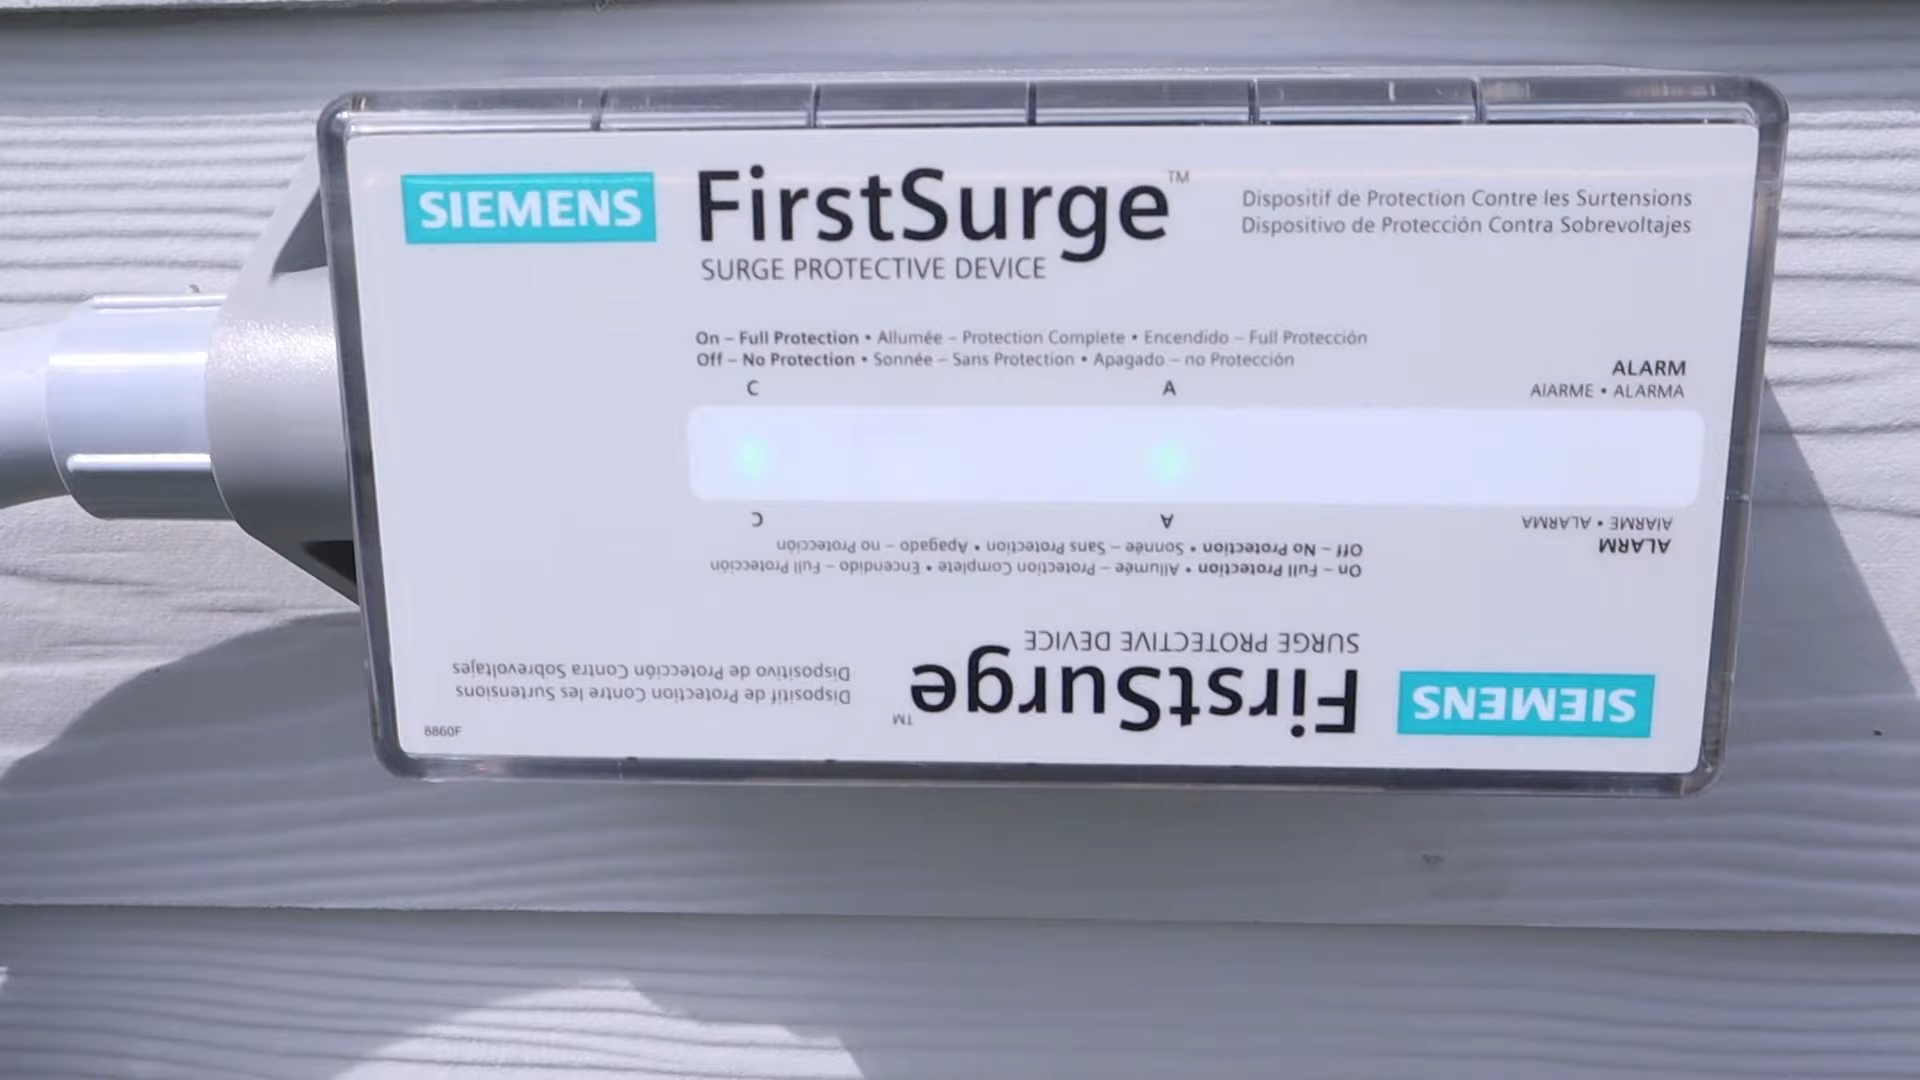 SIEMENS
FirstSurge™
SURGE PROTECTIVE DEVICE
Dispositif de Protection Contre les Surtensions
Dispositivo de Protección Contra Sobrevoltajes
On – Full Protection • Allumée – Protection Complete • Encendido – Full Protección
Off – No Protection • Sonnée – Sans Protection • Apagado – no Protección
C A
ALARM
AlARME • ALARMA
SIEMENS
FirstSurge™
SURGE PROTECTIVE DEVICE
Dispositif de Protection Contre les Surtensions
Dispositivo de Protección Contra Sobrevoltajes
On – Full Protection • Allumée – Protection Complete • Encendido – Full Protección
Off – No Protection • Sonnée – Sans Protection • Apagado – no Protección
A C
ALARM
AlARME • ALARMA
8860F